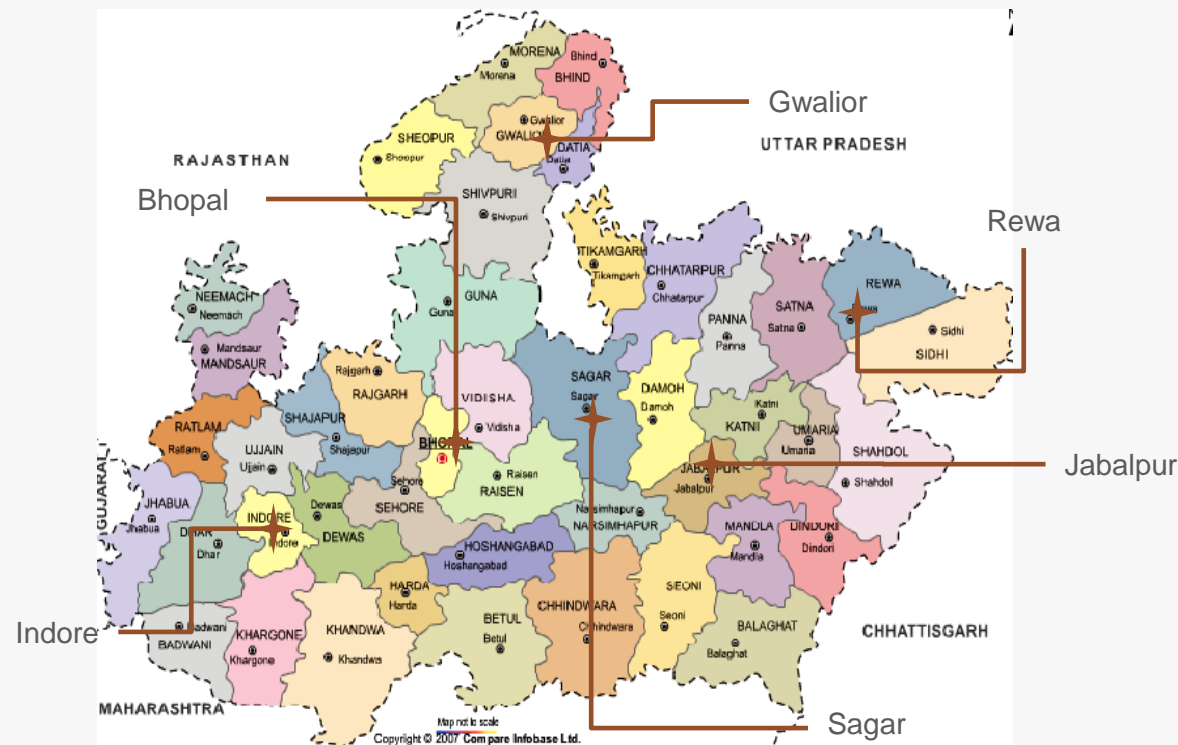 MORENA
Morena
Bhind
BHIND
Gwalior
Gwalior
GWALIOR
SHEOPUR
Sheopur
DATIA
Datia
UTTAR PRADESH
RAJASTHAN
Bhopal
SHIVPURI
Shivpuri
Rewa
TIKAMGARH
Tikamgarh
CHHATARPUR
Chhatarpur
REWA
Rewa
NEEMACH
Neemach
GUNA
Guna
SATNA
Satna
PANNA
Panna
Sidhi
SIDHI
Mandsaur
MANDSAUR
Rajgarh
RAJGARH
SAGAR
Sagar
DAMOH
Damoh
VIDISHA
Vidisha
Katni
KATNI
RATLAM
Ratlam
SHAJAPUR
Shajapur
UJJAIN
Ujjain
BHOPAL
UMARIA
Umaria
SHAHDOL
Shahdol
Raisen
RAISEN
JABALPUR
Jabalpur
Jabalpur
GUJARAT
JHABUA
Jhabua
Sehore
SEHORE
Dewas
DEWAS
INDORE
Indore
Narsimhapur
NARSIMHAPUR
MANDLA
Mandla
DINDORI
Dindori
DHAR
Dhar
HOSHANGABAD
Hoshangabad
HARDA
Harda
SEONI
Seoni
CHHINDWARA
Chhindwara
BETUL
Betul
BALAGHAT
Balaghat
CHHATTISGARH
Indore
Badwani
BADWANI
KHARGONE
Khargone
KHANDWA
Khandwa
MAHARASHTRA
Map not to scale
Sagar
Copyright © 2007 Compare Infobase Ltd.